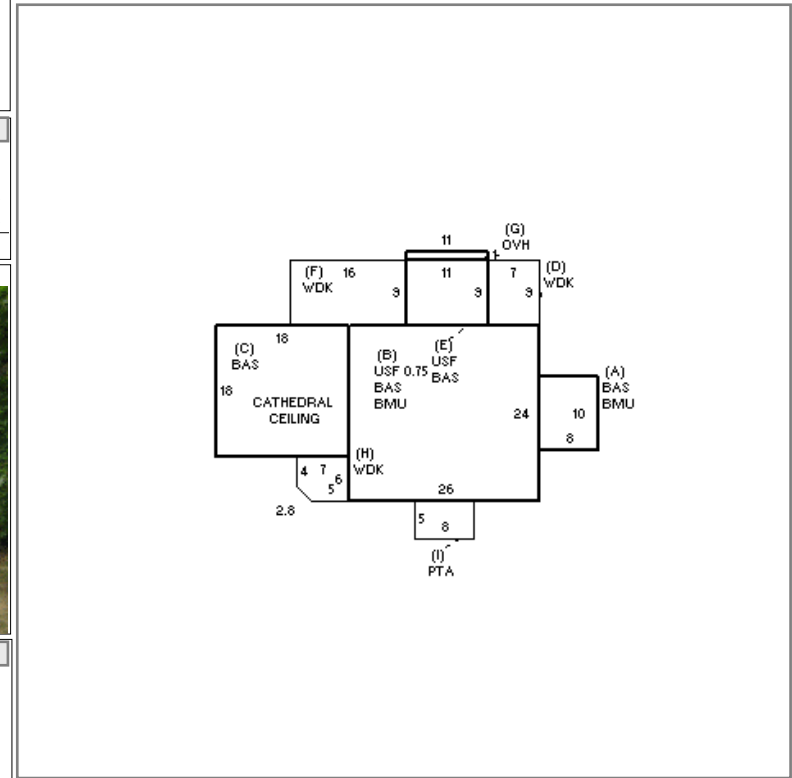 (G)
OVH
11
1
(F)
WDK
16
11
7
(D)
WDK
9
9
9
18
(C)
BAS
18
CATHEDRAL
CEILING
(B)
USF 0.75
BAS
BMU
(E)
USF
BAS
(A)
BAS
BMU
24
10
8
(H)
WDK
4
7
6
5
26
2.8
5
8
(I)
PTA